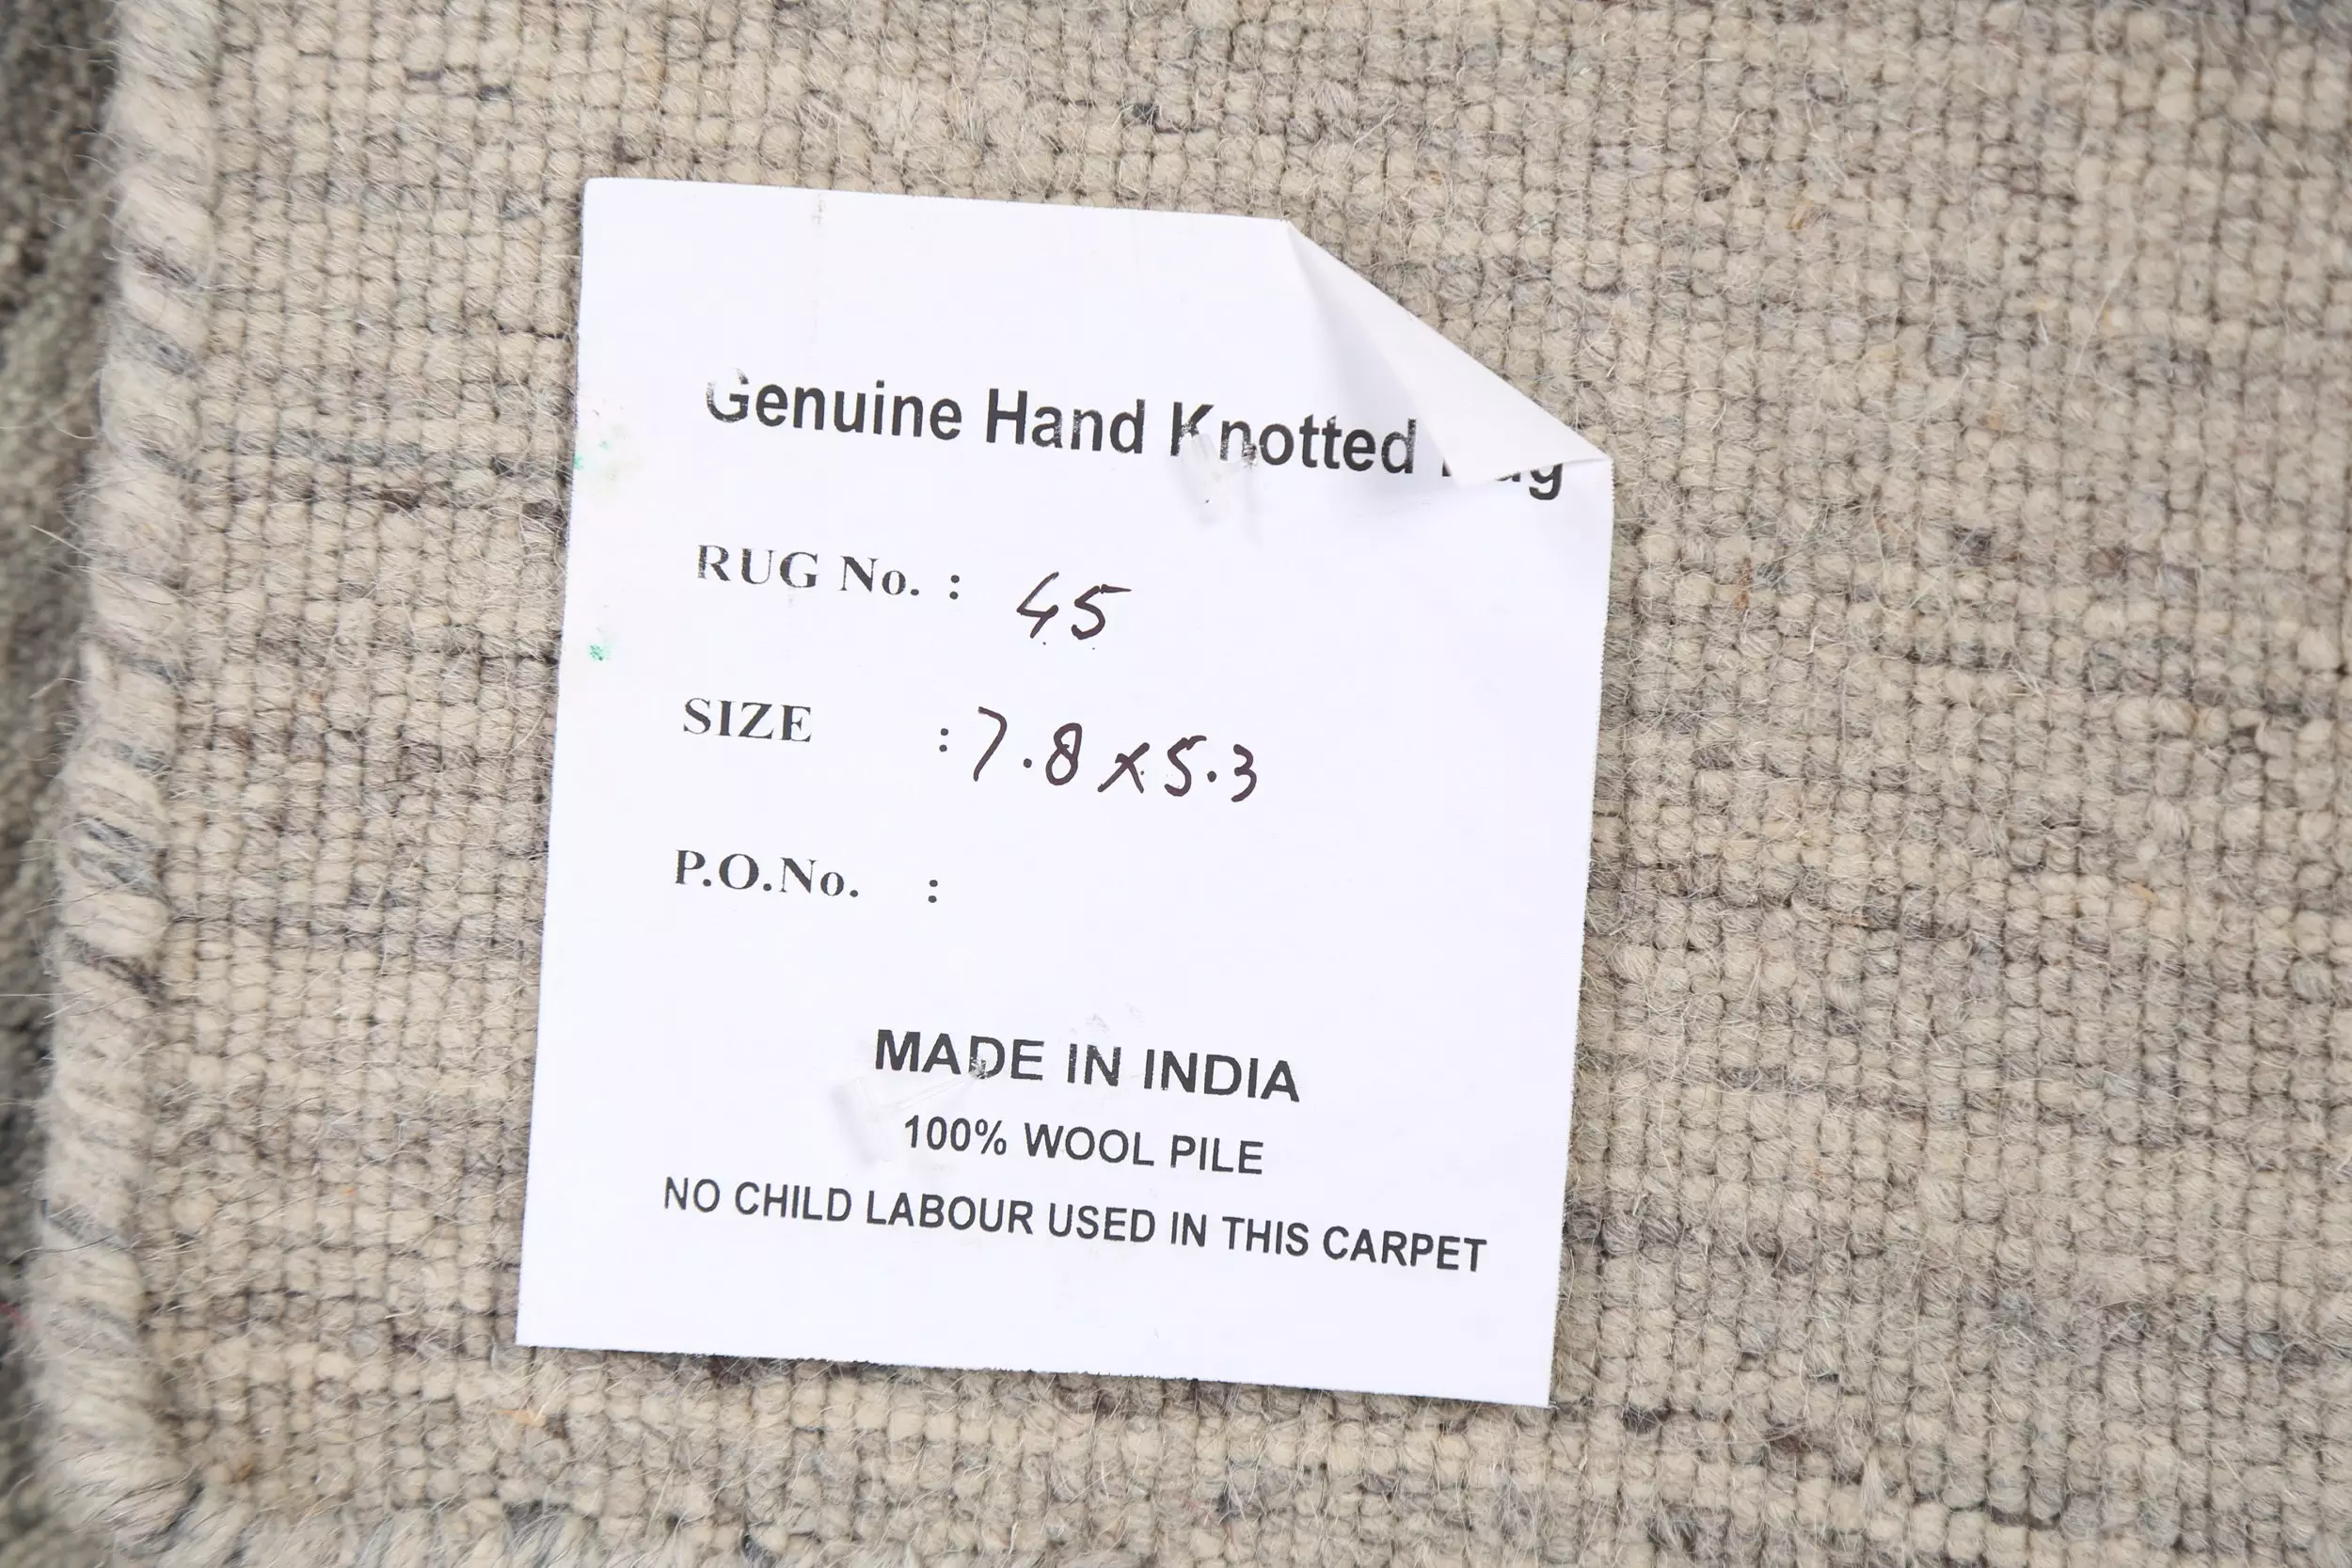 Genuine Hand Knotted
RUG No. : 45
SIZE : 7.8 x 5.3
P.O.No. :
MADE IN INDIA
100% WOOL PILE
NO CHILD LABOUR USED IN THIS CARPET